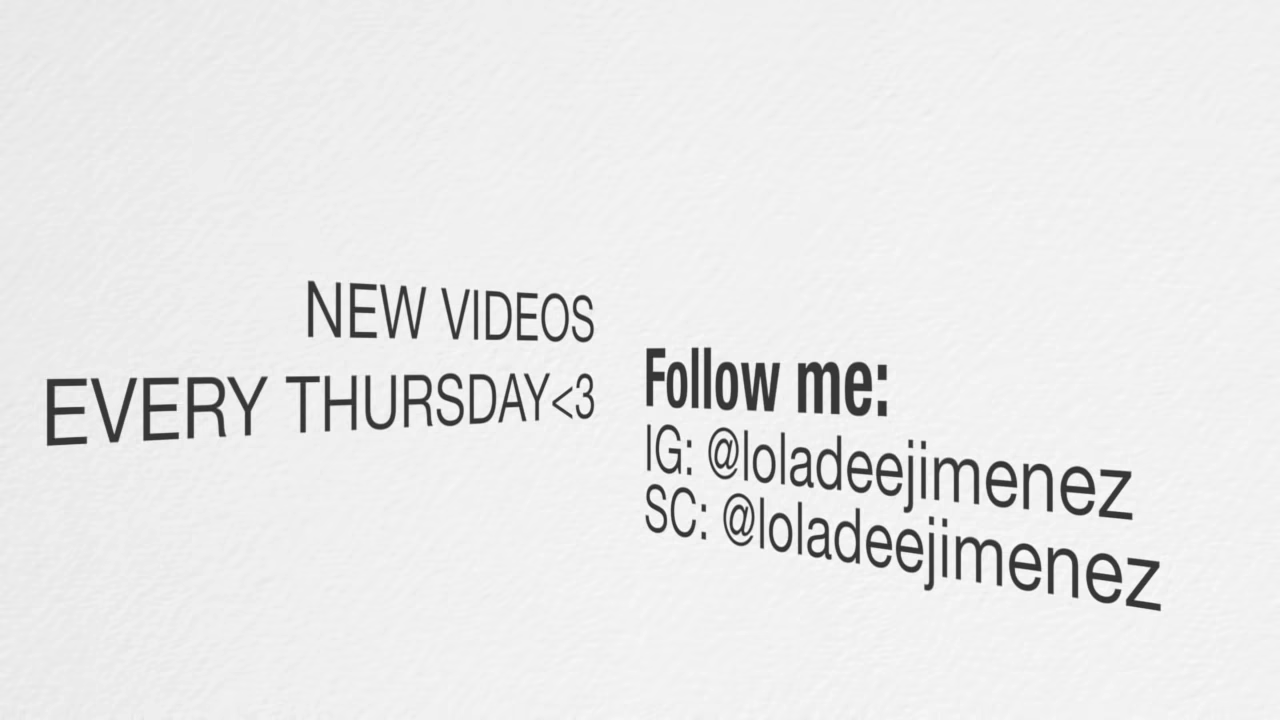 NEW VIDEOS
EVERY THURSDAY<3
Follow me:
IG: @loladeejimenez
SC: @loladeejimenez